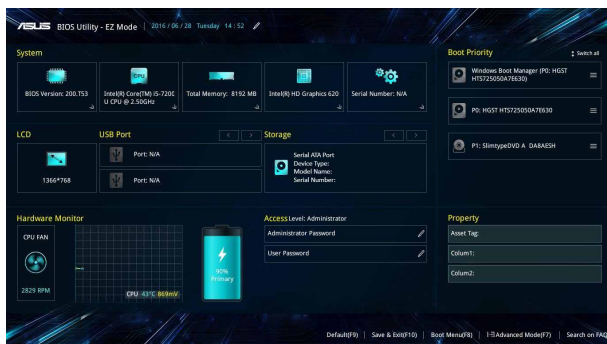 ASUS BIOS Utility - EZ Mode 2016/06/28 Tuesday 14:52
System
BIOS Version: 200.T53
Intel(R) Core(TM) i5-7200
U CPU @ 2.50GHz
Total Memory: 8192 MB
Intel(R) HD Graphics 620
Serial Number: N/A
Boot Priority
Switch all
Windows Boot Manager (P0: HGST
HTS725050A7E630)
P0: HGST HTS725050A7E630
P1: SlimtypeDVD A DA8AESH
LCD
1366*768
USB Port
Port: N/A
Port: N/A
Storage
Serial ATA Port
Device Type:
Model Name:
Serial Number:
Hardware Monitor
CPU FAN
2829 RPM
CPU 43°C 869mV
90%
Primary
Access Level: Administrator
Administrator Password
User Password
Property
Asset Tag:
Colum1:
Colum2:
Default(F9) Save & Exit(F10) Boot Menu(F8) Advanced Mode(F7) Search on FAQ